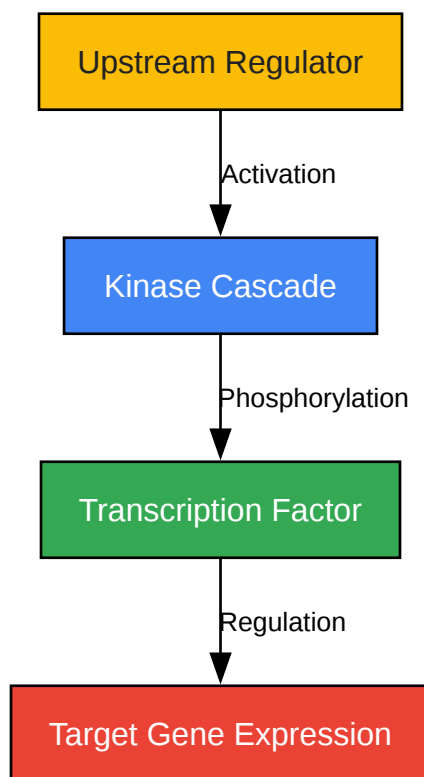 Upstream Regulator
Activation
Kinase Cascade
Phosphorylation
Transcription Factor
Regulation
Target Gene Expression